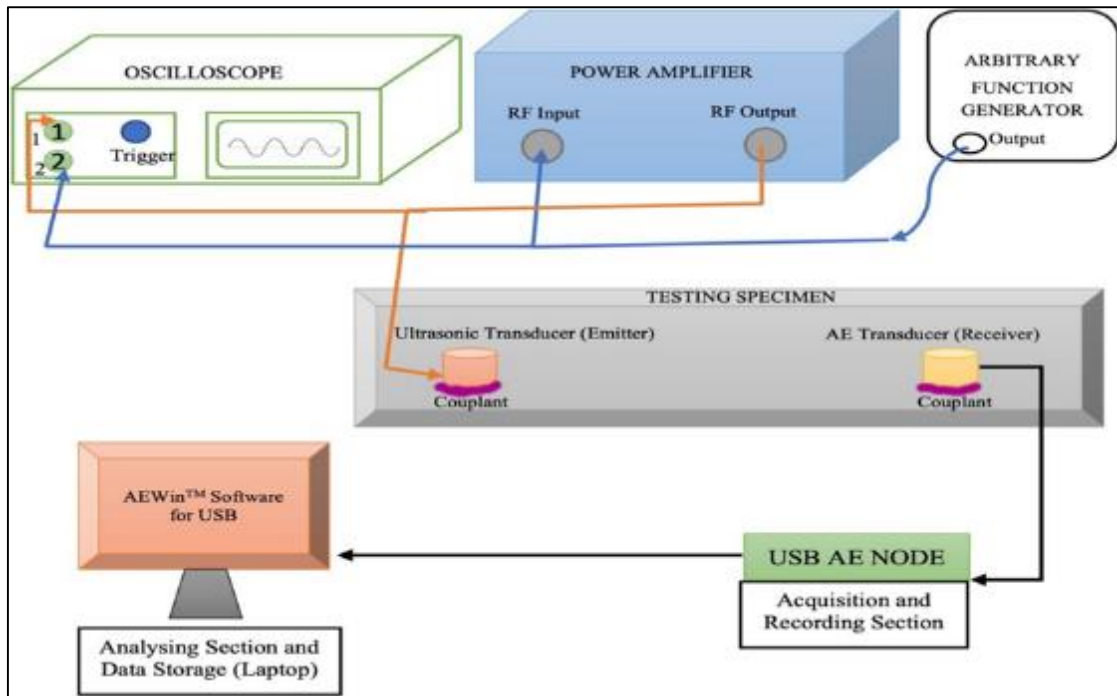 OSCILLOSCOPE
1
1
2
2
Trigger
POWER AMPLIFIER
RF Input
RF Output
ARBITRARY
FUNCTION
GENERATOR
Output
TESTING SPECIMEN
Ultrasonic Transducer (Emitter)
Couplant
AE Transducer (Receiver)
Couplant
AEWin™ Software
for USB
Analysing Section and
Data Storage (Laptop)
USB AE NODE
Acquisition and
Recording Section